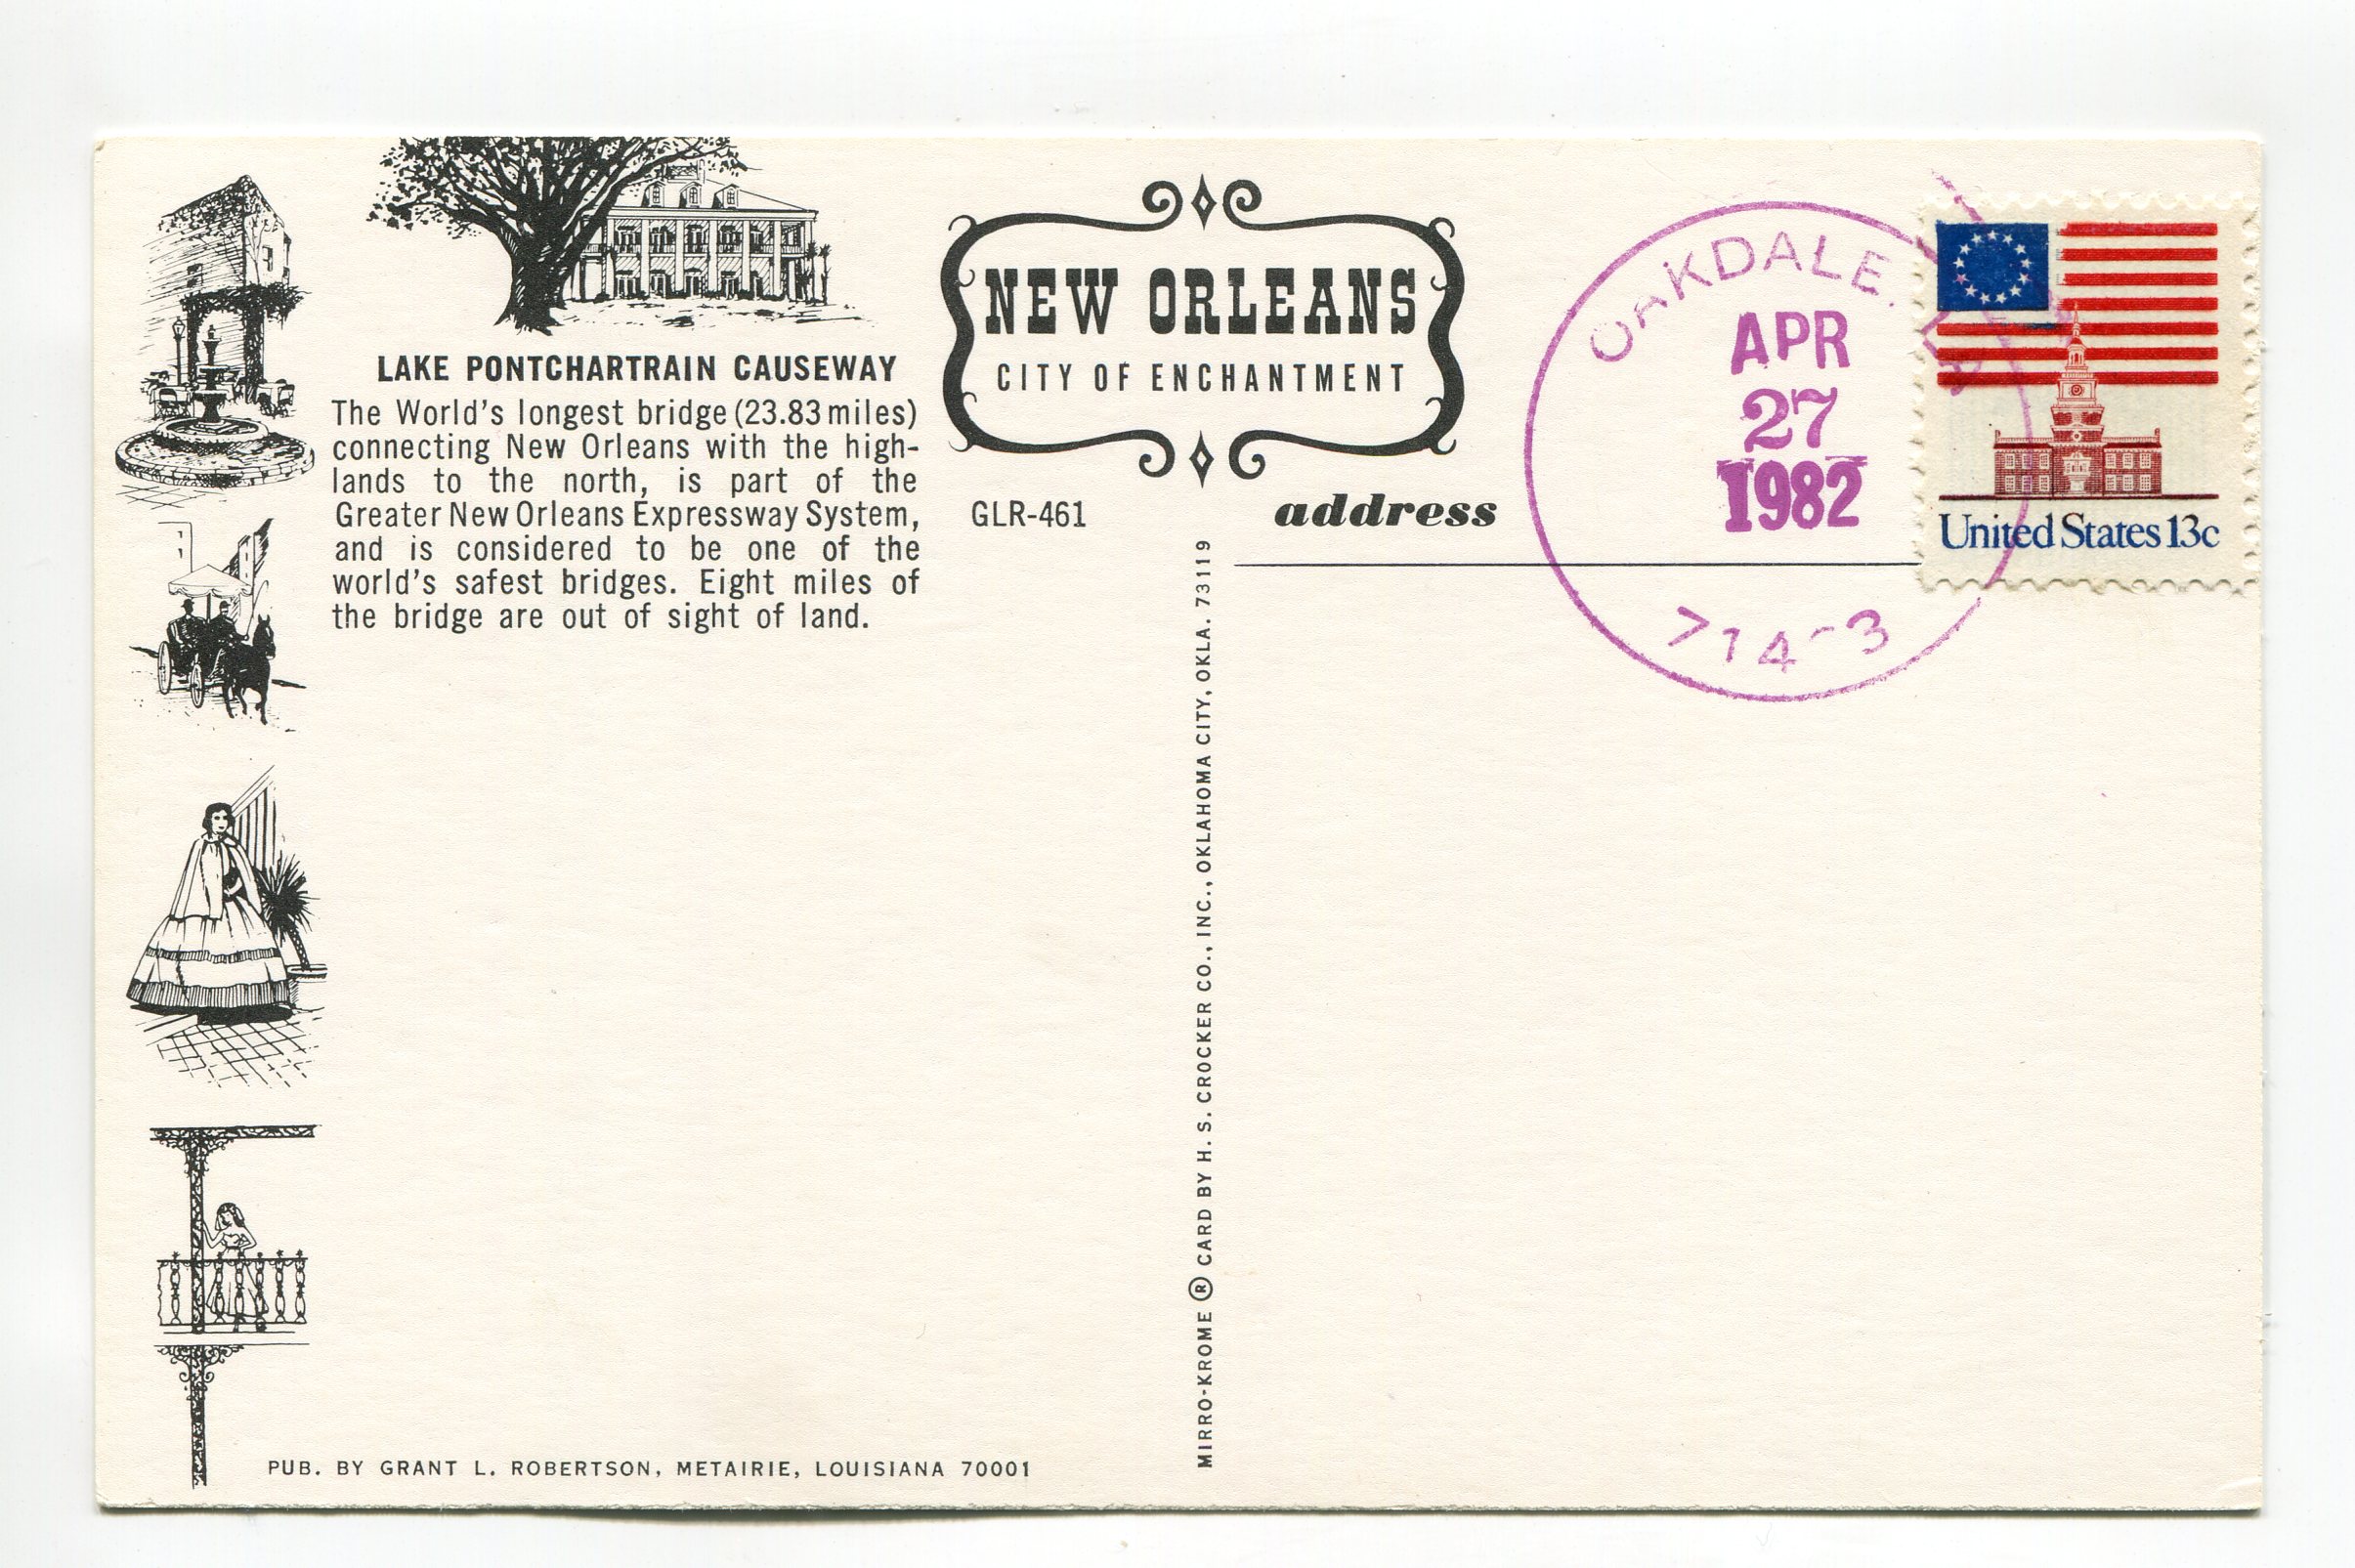 LAKE PONTCHARTRAIN CAUSEWAY
The World's longest bridge (23.83 miles)
connecting New Orleans with the high-
lands to the north, is part of the
Greater New Orleans Expressway System,
and is considered to be one of the
world's safest bridges. Eight miles of
the bridge are out of sight of land.
NEW ORLEANS
CITY OF ENCHANTMENT
GLR-461
address
OAKDALE.
APR
27
1982
United States 13c
MIRRO-KROME ® CARD BY H. S. CROCKER CO., INC., OKLAHOMA CITY, OKLA. 73119
PUB. BY GRANT L. ROBERTSON, METAIRIE, LOUISIANA 70001